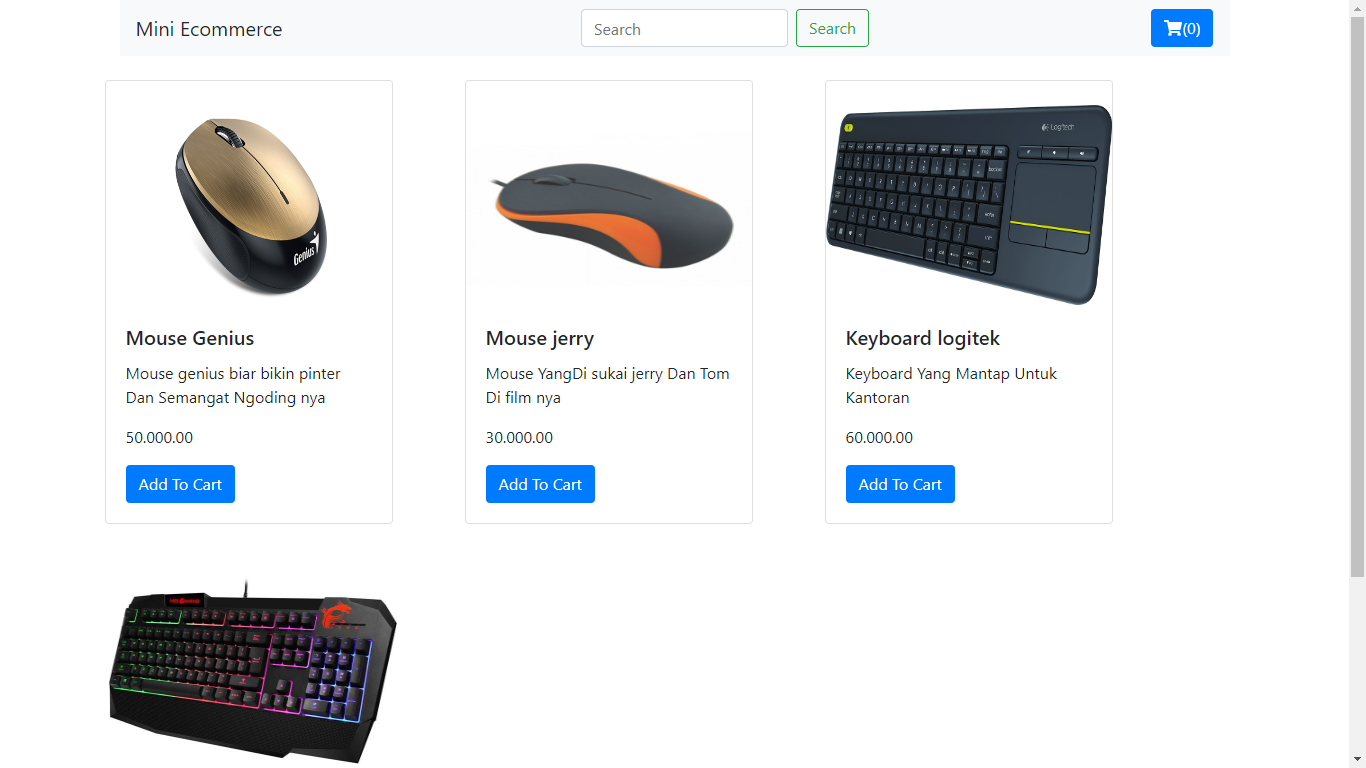 Mini Ecommerce
Search
Search
(0)
Genius
Logitech
Mouse Genius
Mouse genius biar bikin pinter
Dan Semangat Ngoding nya
50.000.00
Add To Cart
Mouse jerry
Mouse YangDi sukai jerry Dan Tom
Di film nya
30.000.00
Add To Cart
Keyboard logitek
Keyboard Yang Mantap Untuk
Kantoran
60.000.00
Add To Cart